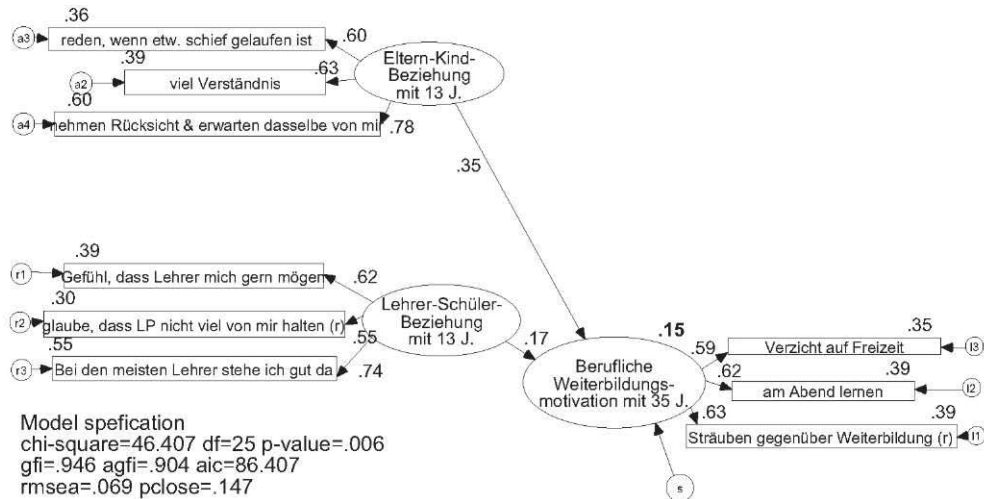 .36
a3
reden, wenn etw. schief gelaufen ist
.60
.39
a2
viel Verständnis
.63
.60
a4
nehmen Rücksicht & erwarten dasselbe von mir
.78
Eltern-Kind-
Beziehung
mit 13 J.
.35
.39
r1
Gefühl, dass Lehrer mich gern mögen
.62
.30
r2
glaube, dass LP nicht viel von mir halten (r)
.55
.55
r3
Bei den meisten Lehrer stehe ich gut da
.74
Lehrer-Schüler-
Beziehung
mit 13 J.
.17
.15
Berufliche
Weiterbildungs-
motivation mit 35 J.
.59
.35
Verzicht auf Freizeit
l3
.62
.39
am Abend lernen
l2
.63
.39
Sträuben gegenüber Weiterbildung (r)
l1
s
Model spefication
chi-square=46.407 df=25 p-value=.006
gfi=.946 agfi=.904 aic=86.407
rmsea=.069 pclose=.147